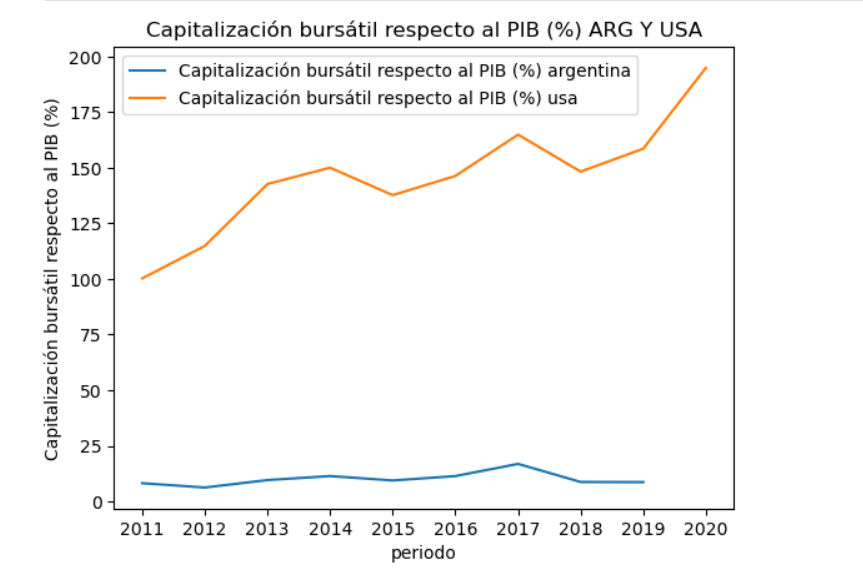 Capitalización bursátil respecto al PIB (%) ARG Y USA
Capitalización bursátil respecto al PIB (%) argentina
Capitalización bursátil respecto al PIB (%) usa
Capitalización bursátil respecto al PIB (%)
200
175
150
125
100
75
50
25
0
2011 2012 2013 2014 2015 2016 2017 2018 2019 2020
periodo